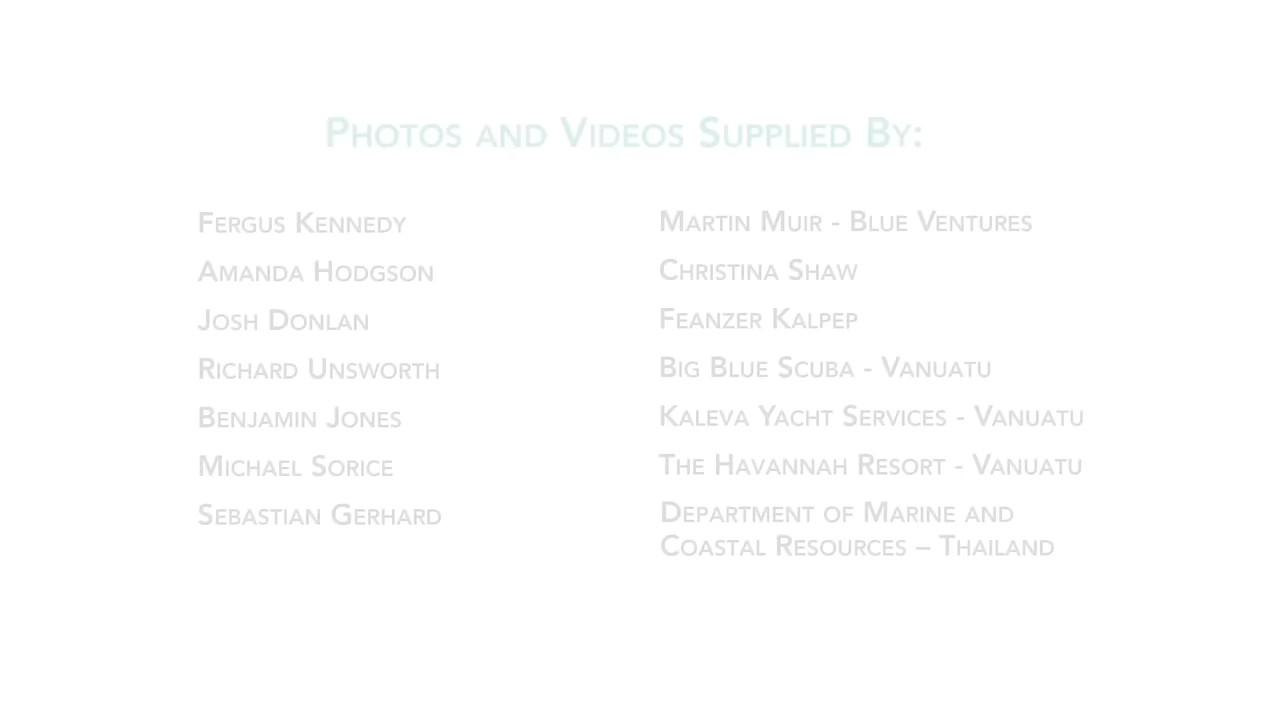 Photos and Videos Supplied By:
Fergus Kennedy
Amanda Hodgson
Josh Donlan
Richard Unsworth
Benjamin Jones
Michael Sorice
Sebastian Gerhard
Martin Muir - Blue Ventures
Christina Shaw
Feanzer Kalpep
Big Blue Scuba - Vanuatu
Kaleva Yacht Services - Vanuatu
The Havannah Resort - Vanuatu
Department of Marine and
Coastal Resources – Thailand